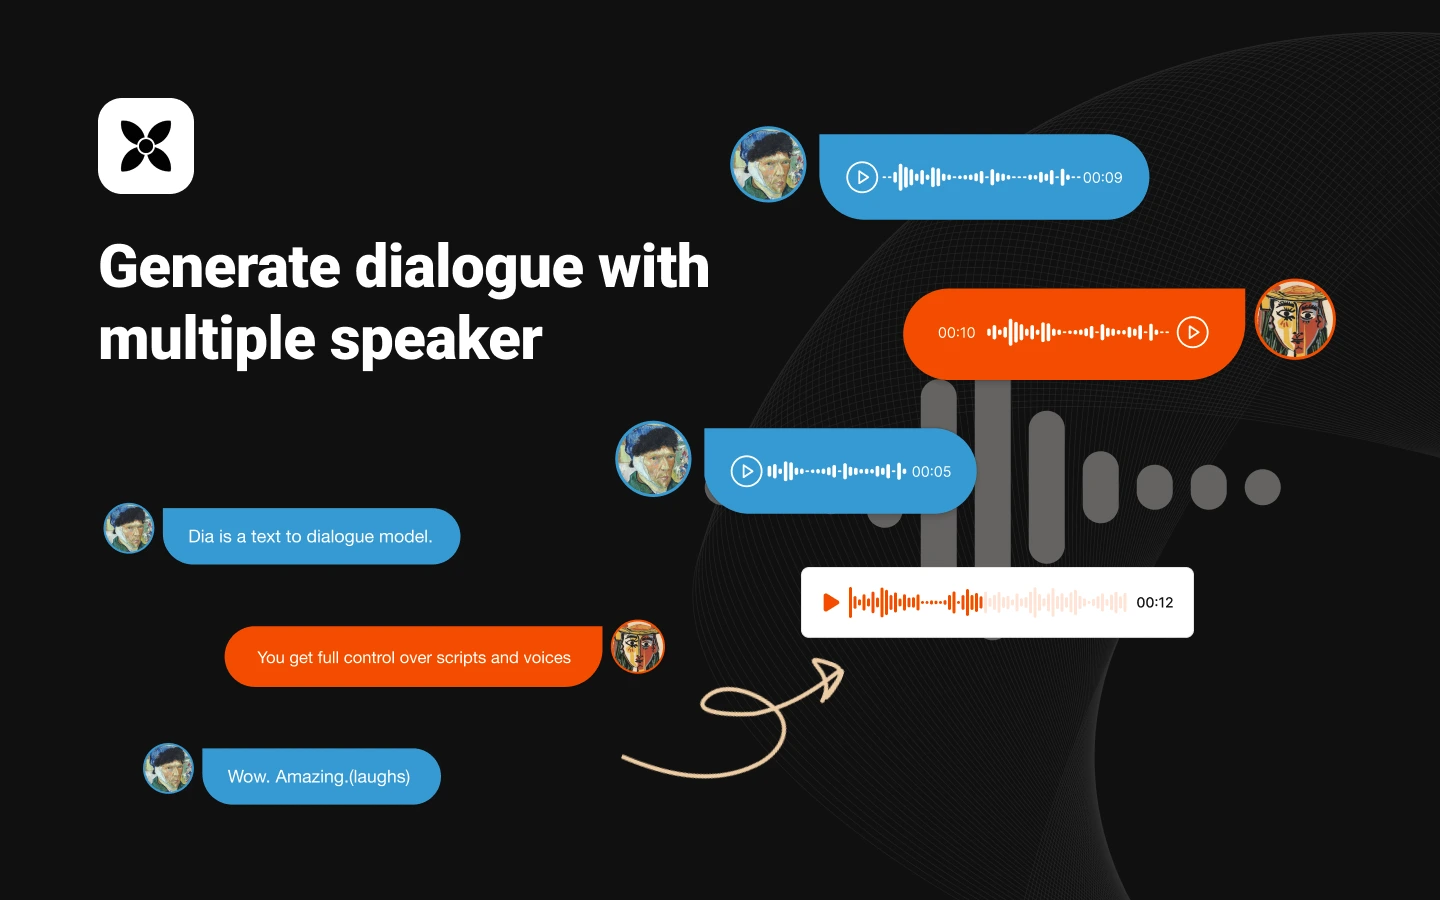 Generate dialogue with
multiple speaker
00:09
00:10
00:05
Dia is a text to dialogue model.
00:12
You get full control over scripts and voices
Wow. Amazing.(laughs)